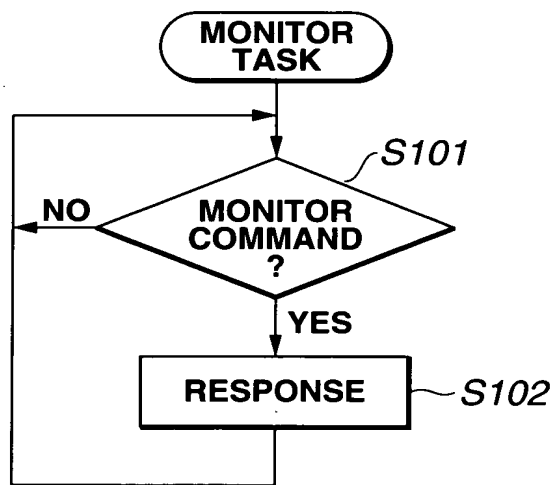 MONITOR
TASK
S101
NO
MONITOR
COMMAND
?
YES
RESPONSE
S102